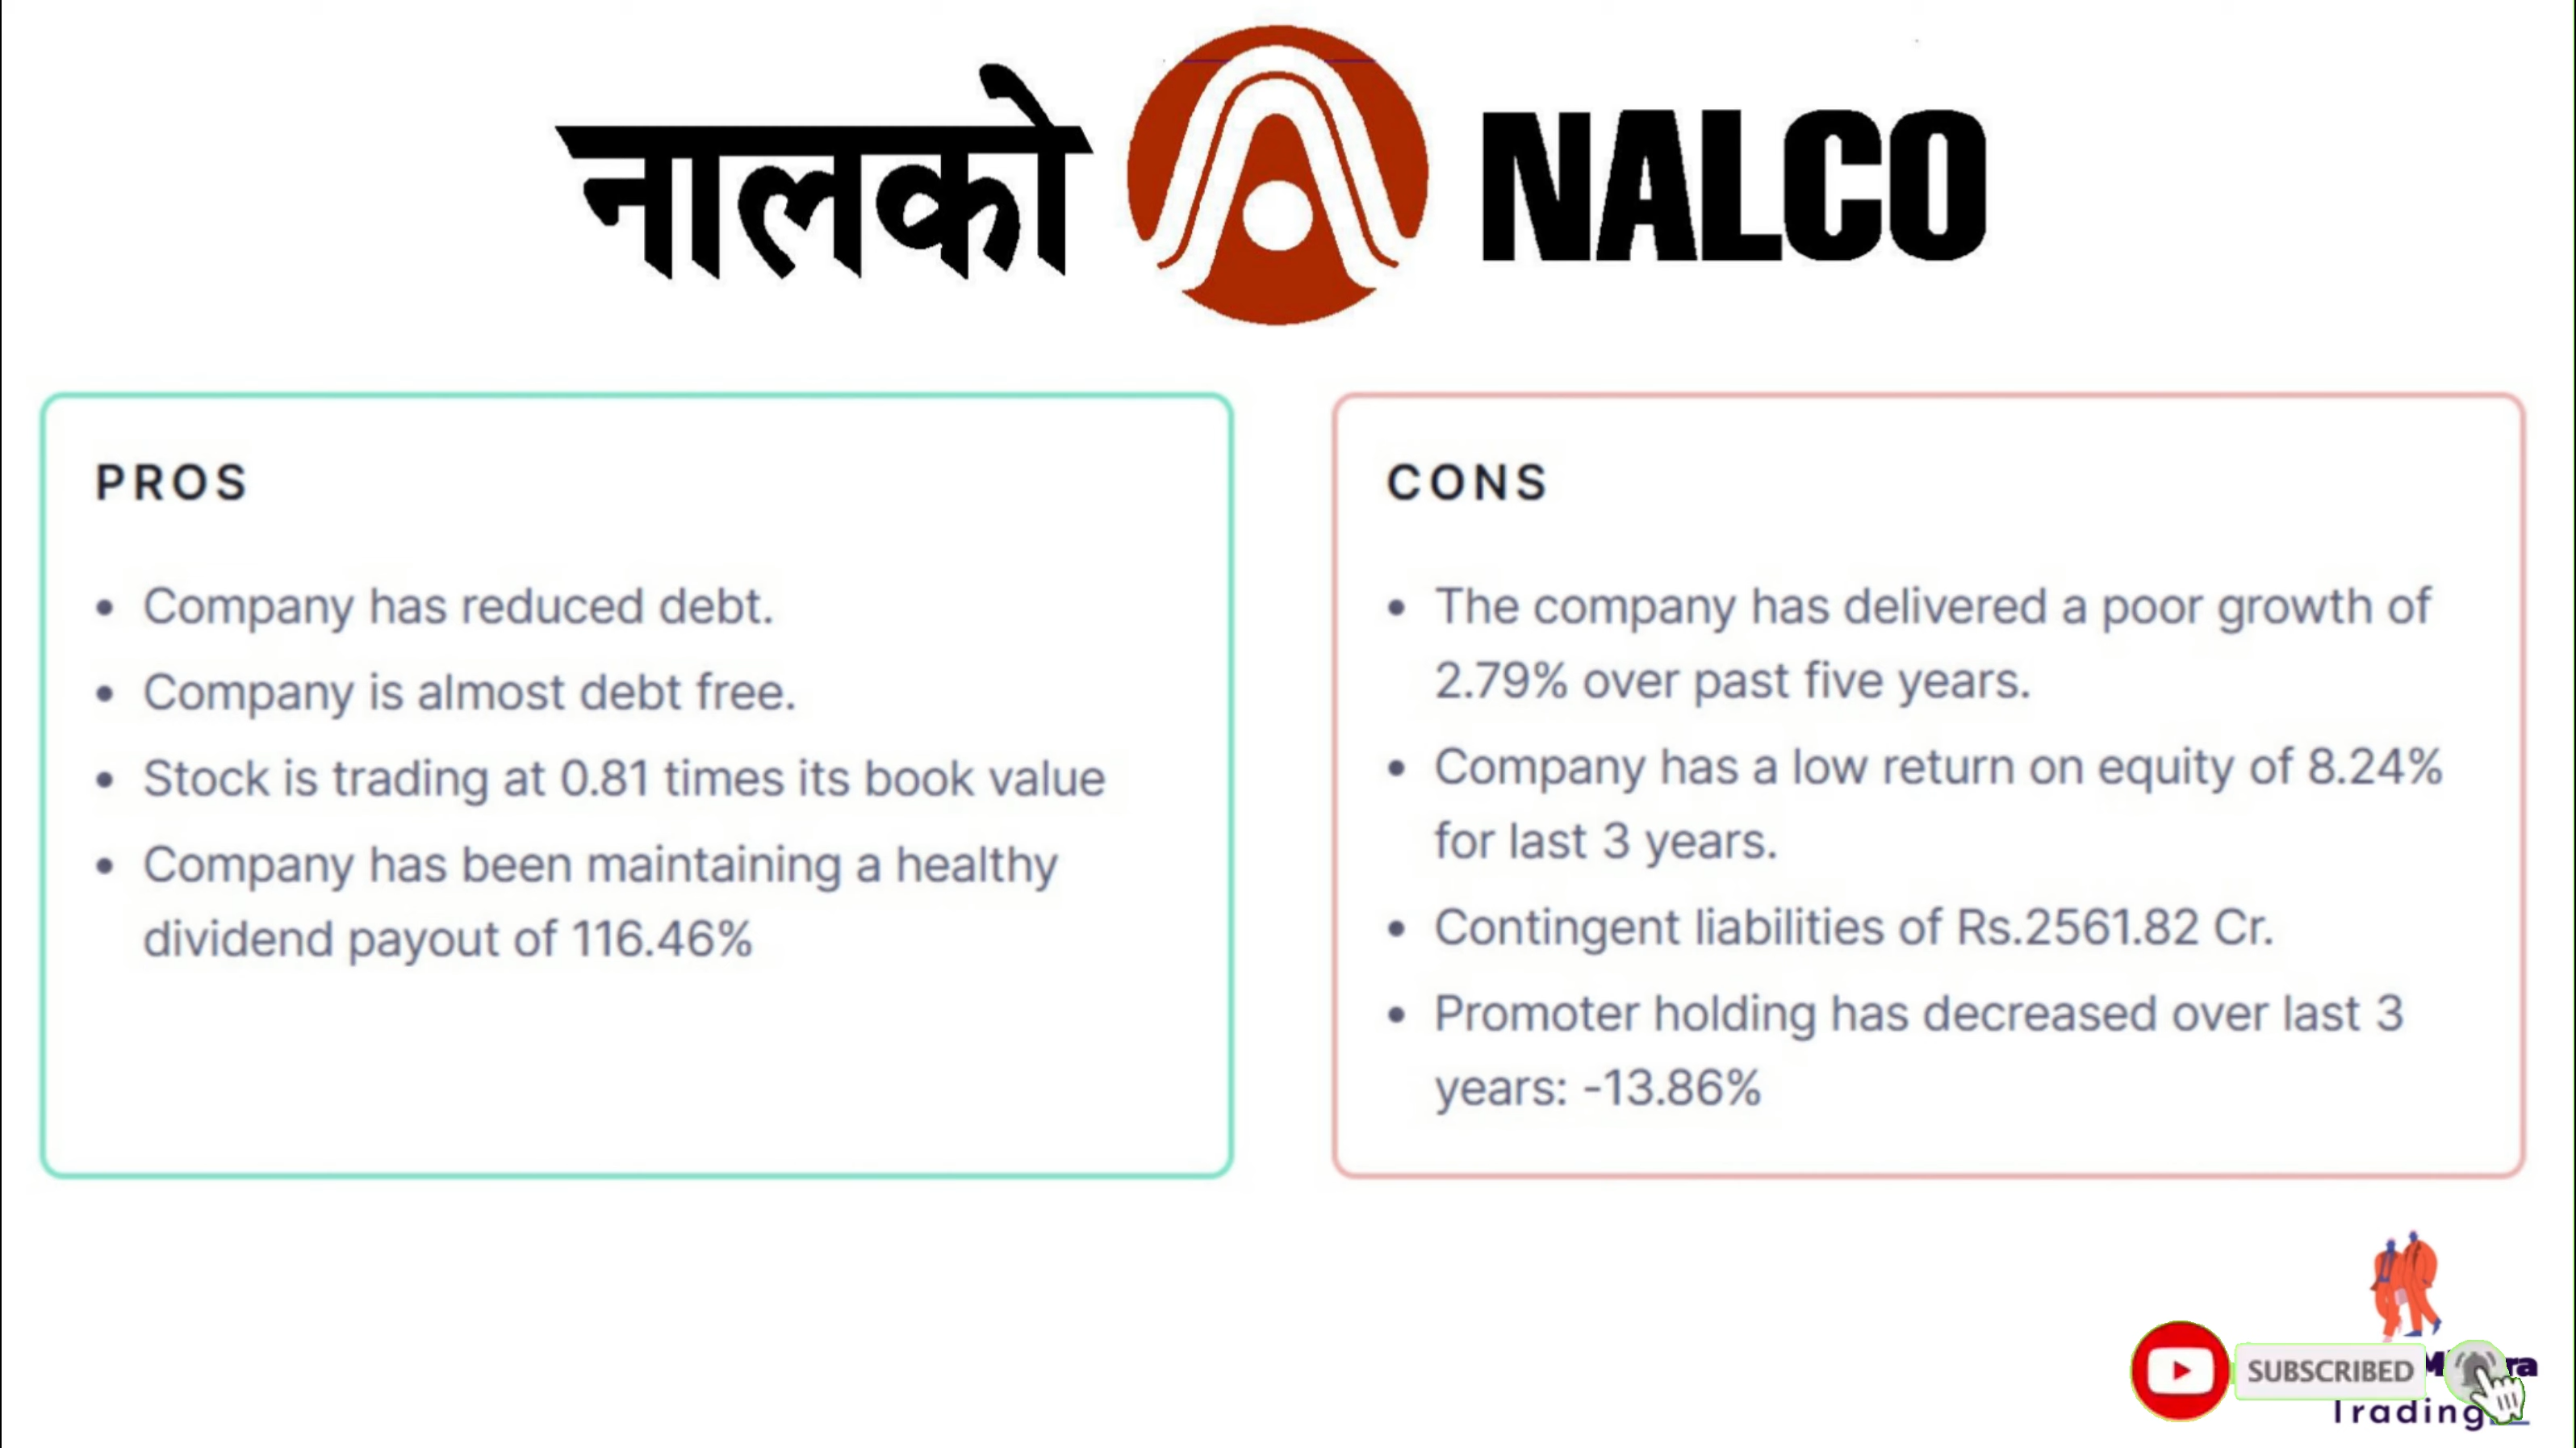 नालको NALCO
PROS
• Company has reduced debt.
• Company is almost debt free.
• Stock is trading at 0.81 times its book value
• Company has been maintaining a healthy
dividend payout of 116.46%
CONS
• The company has delivered a poor growth of
2.79% over past five years.
• Company has a low return on equity of 8.24%
for last 3 years.
• Contingent liabilities of Rs.2561.82 Cr.
• Promoter holding has decreased over last 3
years: -13.86%
SUBSCRIBED
Trading